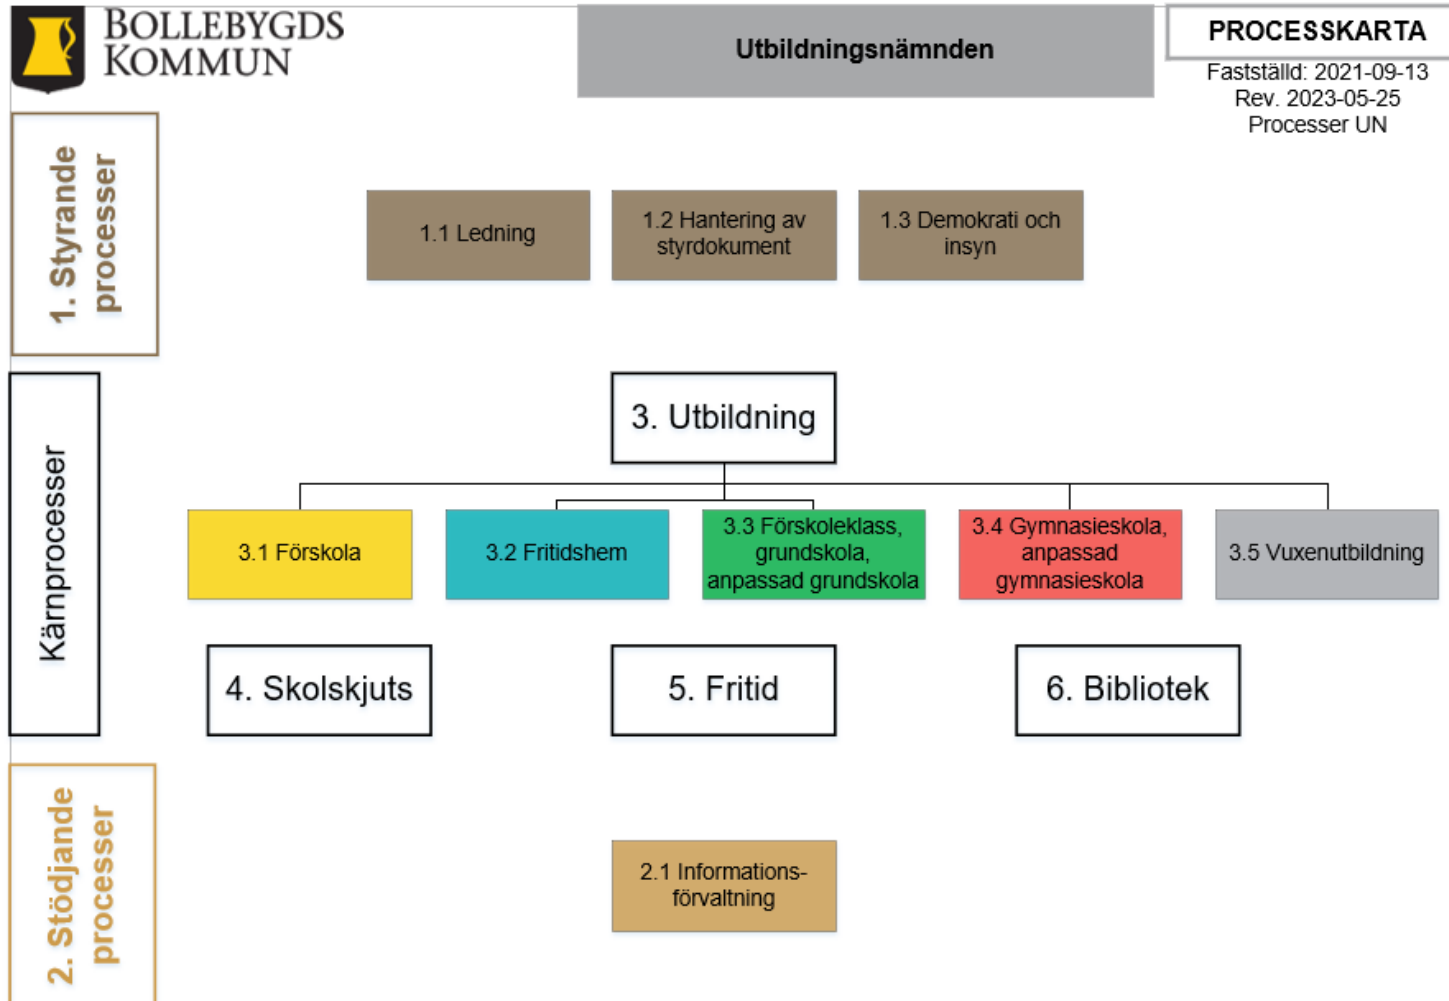 BOLLEBYGDS
KOMMUN
Utbildningsnämnden
PROCESSKARTA
Fastställd: 2021-09-13
Rev. 2023-05-25
Processer UN
1. Styrande
processer
1.1 Ledning
1.2 Hantering av
styrdokument
1.3 Demokrati och
insyn
Kärnprocesser
3. Utbildning
3.1 Förskola
3.2 Fritidshem
3.3 Förskoleklass,
grundskola,
anpassad grundskola
3.4 Gymnasieskola,
anpassad
gymnasieskola
3.5 Vuxenutbildning
4. Skolskjuts
5. Fritid
6. Bibliotek
2. Stödjande
processer
2.1 Informations-
förvaltning